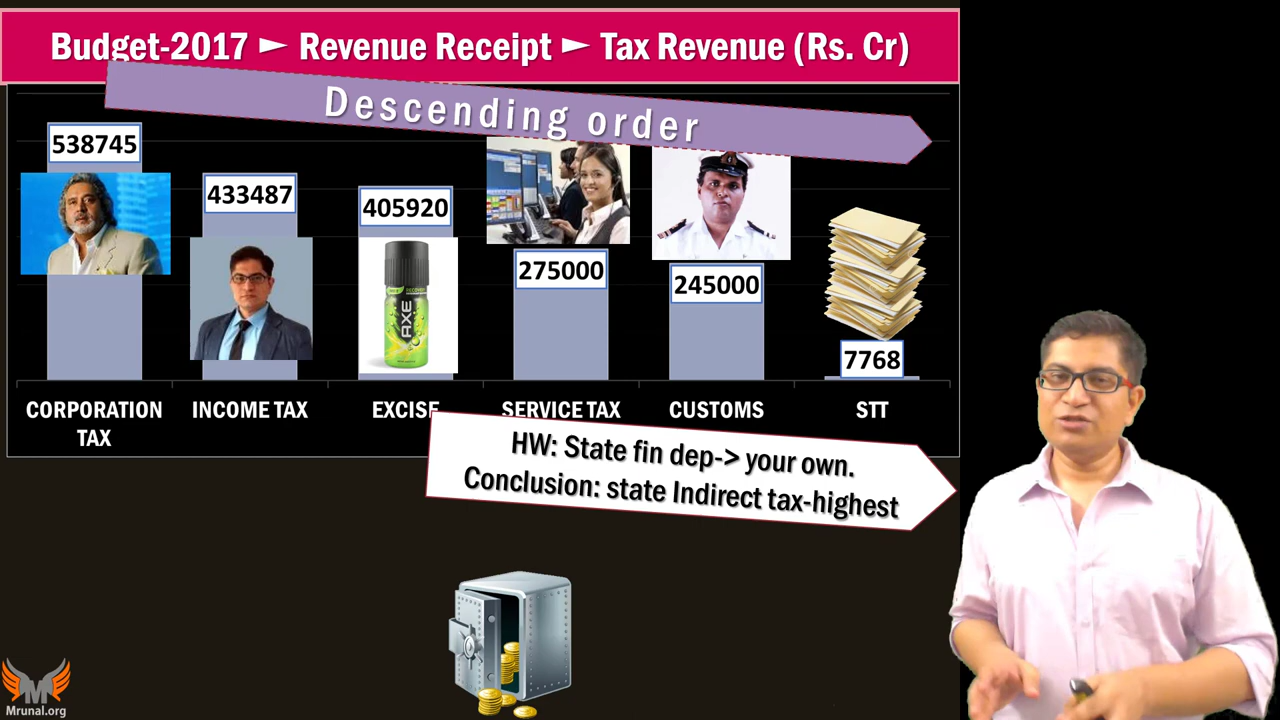 Budget-2017 ► Revenue Receipt ► Tax Revenue (Rs. Cr)
Descending order
538745
433487
405920
275000
245000
7768
AXE
CORPORATION TAX
INCOME TAX
EXCISE
SERVICE TAX
CUSTOMS
STT
HW: State fin dep-> your own.
Conclusion: state Indirect tax-highest
Mrunal.org